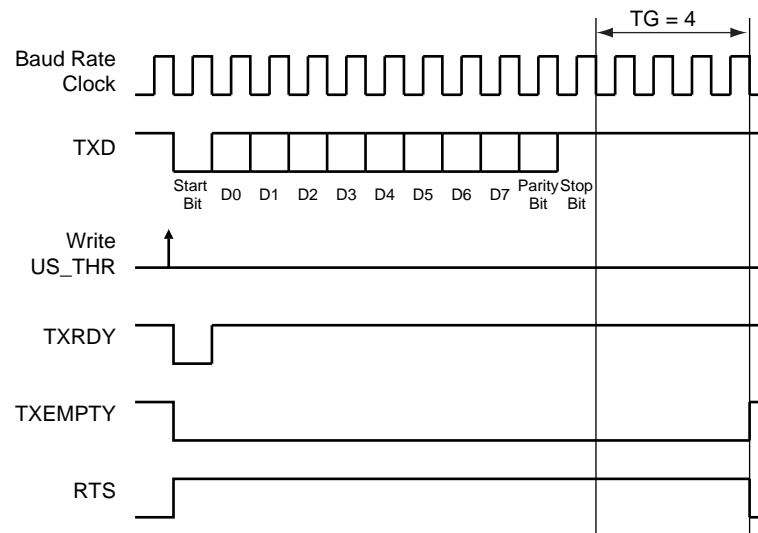 TG = 4
Baud Rate
Clock
TXD
Start
Bit
D0 D1 D2 D3 D4 D5 D6 D7
Parity
Bit
Stop
Bit
Write
US_THR
TXRDY
TXEMPTY
RTS